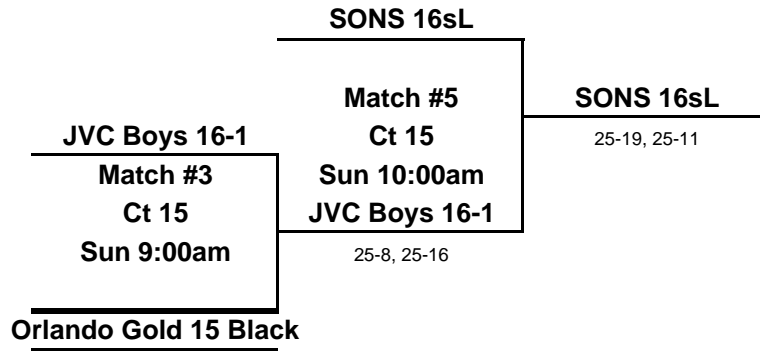 SONS 16sL
Match #5
SONS 16sL
JVC Boys 16-1
Ct 15
25-19, 25-11
Match #3
Sun 10:00am
Ct 15
JVC Boys 16-1
Sun 9:00am
25-8, 25-16
Orlando Gold 15 Black